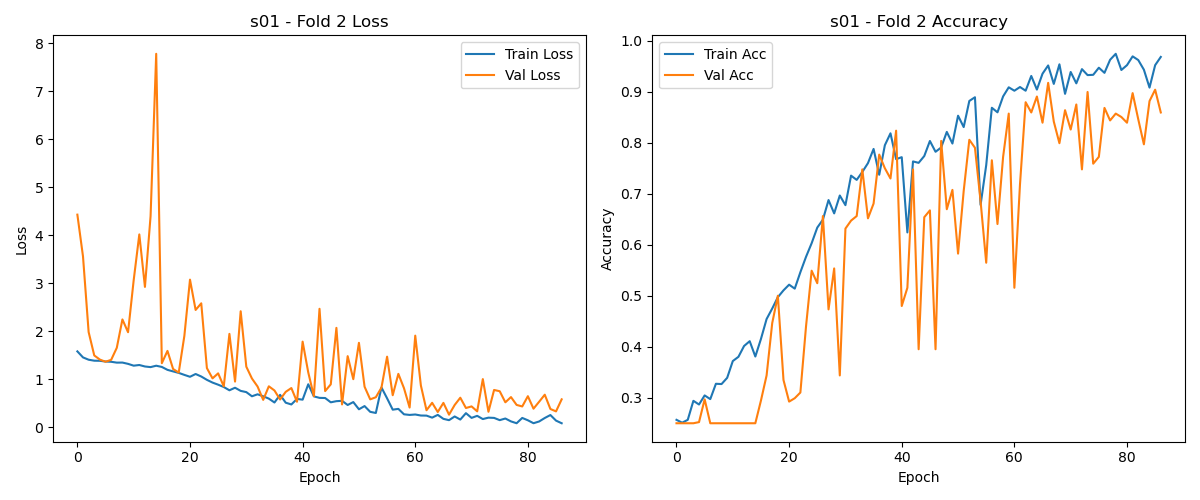 s01 - Fold 2 Loss
Train Loss
Val Loss
8
7
6
5
4
3
2
1
0
Loss
0 20 40 60 80
Epoch
s01 - Fold 2 Accuracy
Train Acc
Val Acc
1.0
0.9
0.8
0.7
0.6
0.5
0.4
0.3
Accuracy
0 20 40 60 80
Epoch